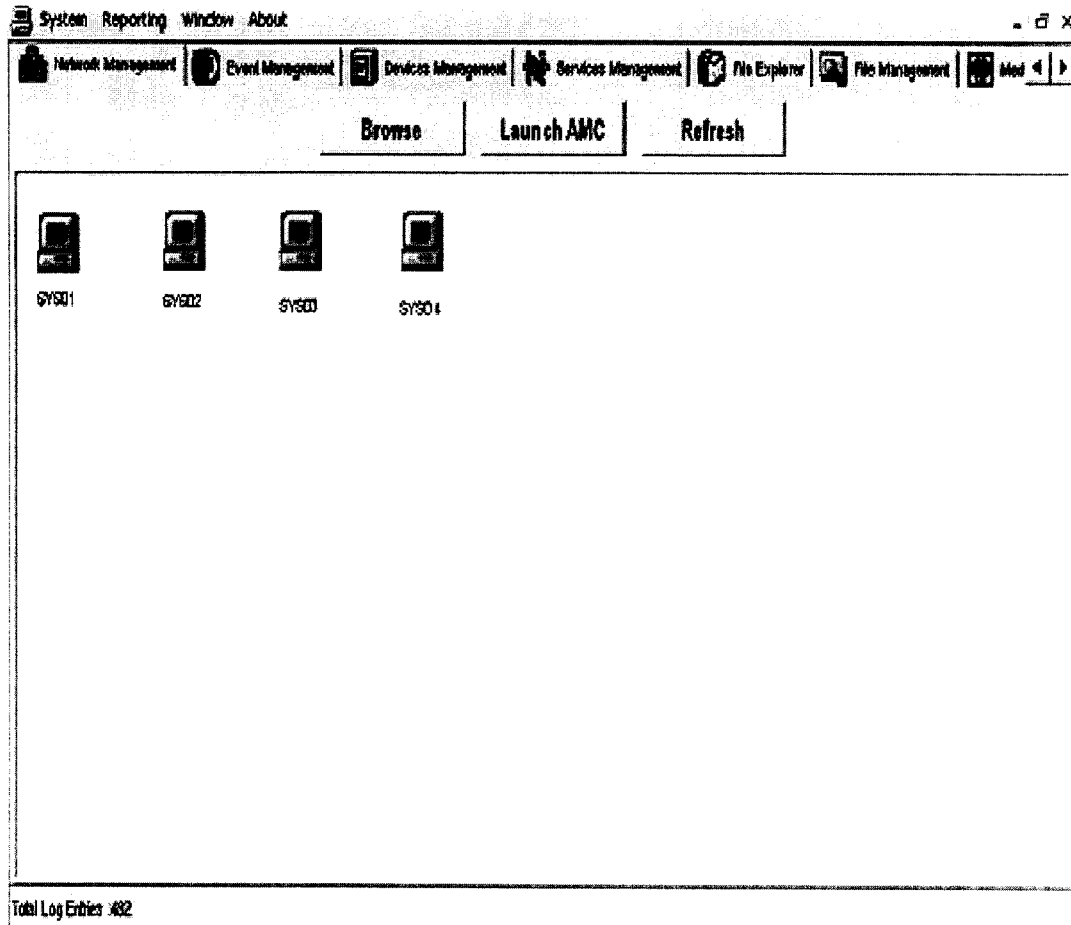 System Reporting Window About
Network Management Event Management Devices Management Services Management File Explorer File Management Med
Browse Launch AMC Refresh
SYS01 SYS02 SYS03 SYS04
Total Log Entries :482